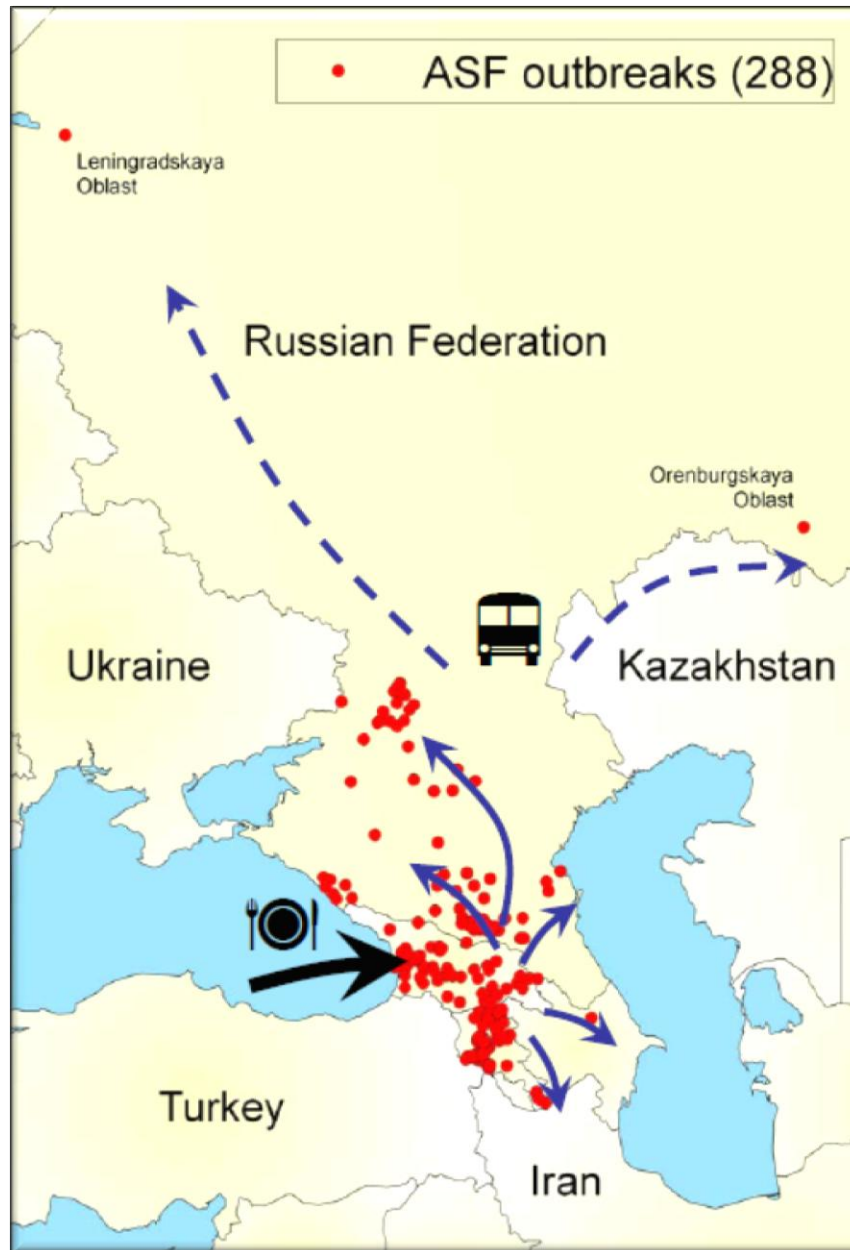 ASF outbreaks (288)
Leningradskaya
Oblast
Russian Federation
Orenburgskaya
Oblast
Ukraine
Kazakhstan
Turkey
Iran